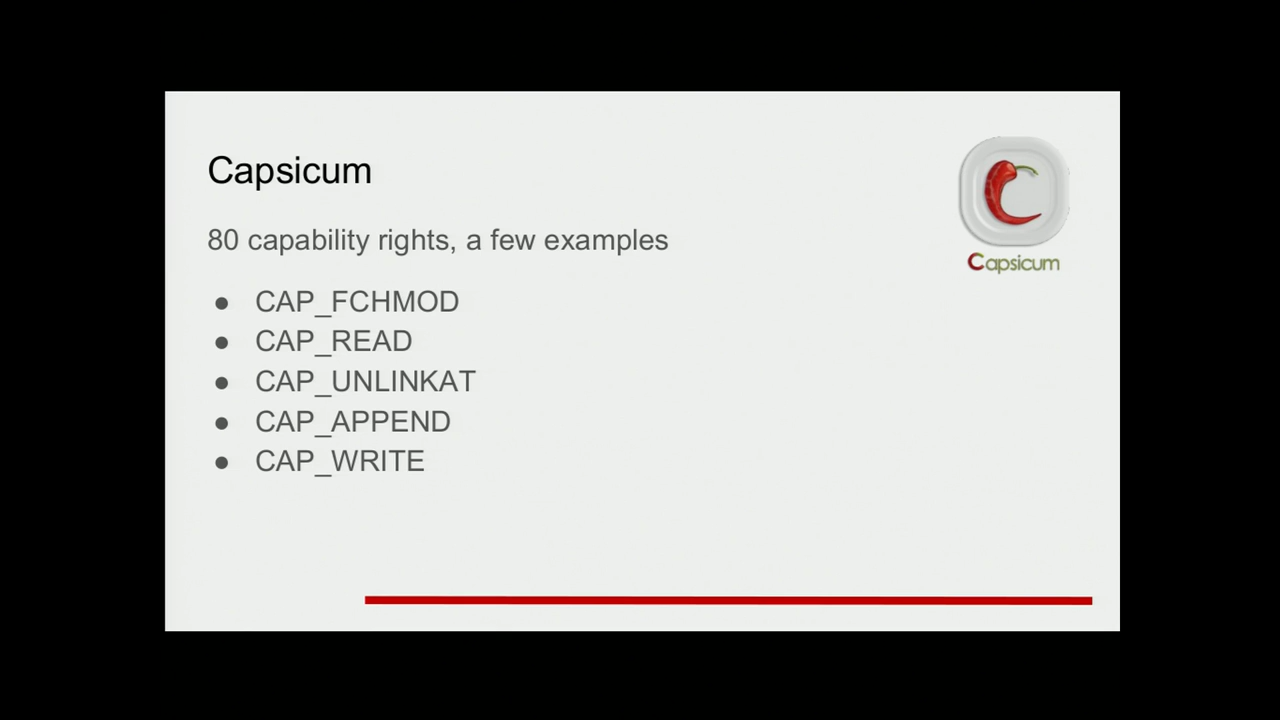 Capsicum
80 capability rights, a few examples
● CAP_FCHMOD
● CAP_READ
● CAP_UNLINKAT
● CAP_APPEND
● CAP_WRITE
Capsicum